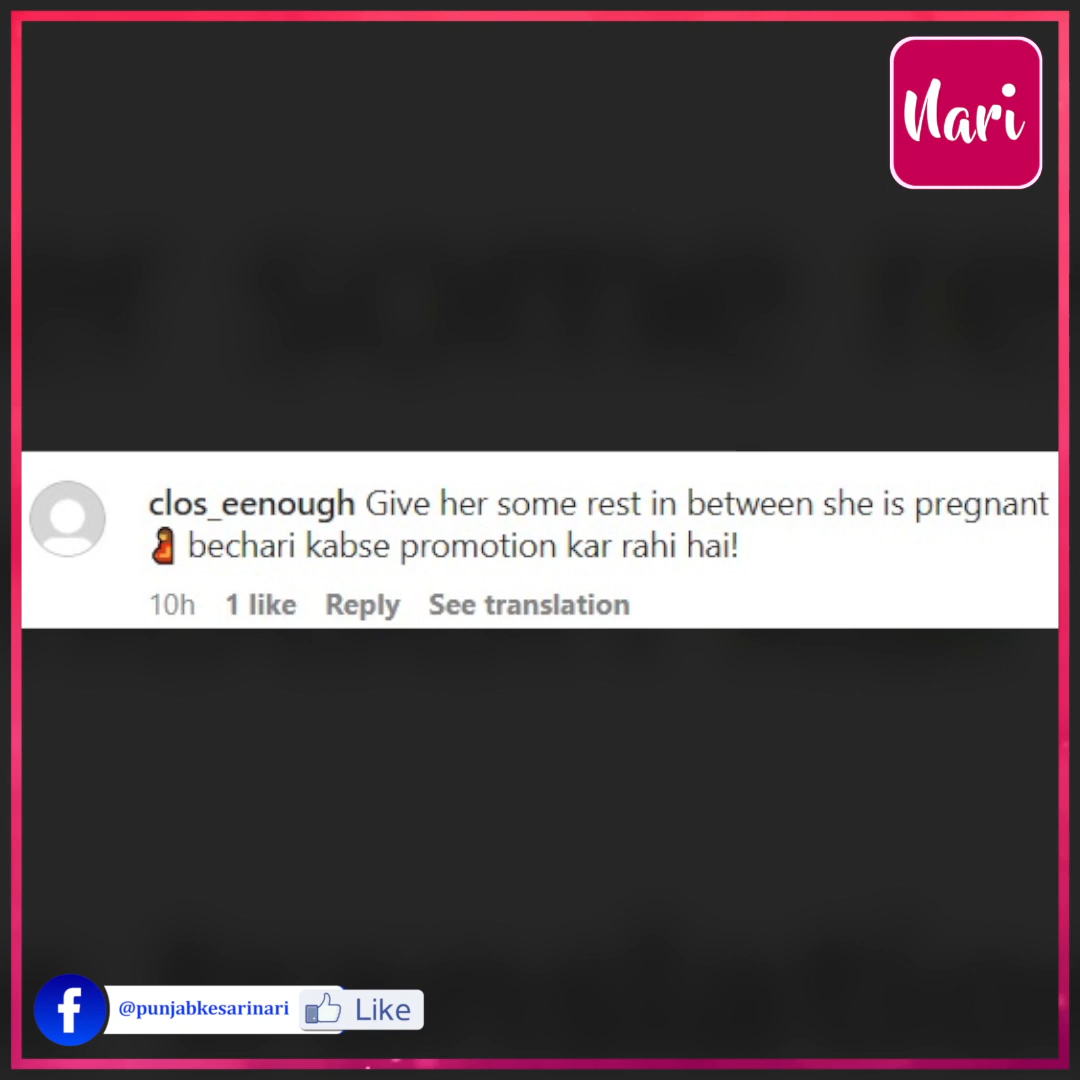 Nari
clos_eenough Give her some rest in between she is pregnant
bechari kabse promotion kar rahi hai!
10h 1 like Reply See translation
@punjabkesarinari Like